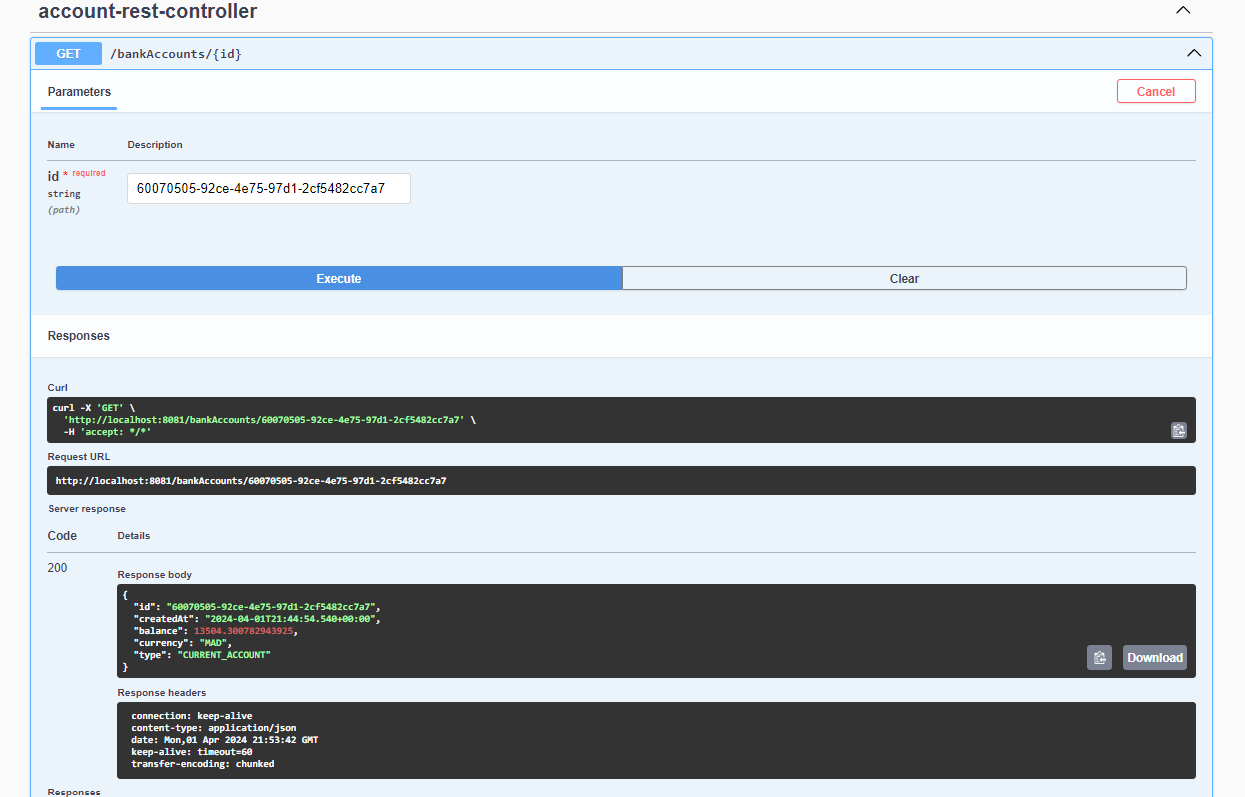 account-rest-controller
GET /bankAccounts/{id}
Parameters
Cancel
Name Description
id * required
string
(path)
60070505-92ce-4e75-97d1-2cf5482cc7a7
Execute Clear
Responses
Curl
curl -X 'GET' \
'http://localhost:8081/bankAccounts/60070505-92ce-4e75-97d1-2cf5482cc7a7' \
-H 'accept: */*'
Request URL
http://localhost:8081/bankAccounts/60070505-92ce-4e75-97d1-2cf5482cc7a7
Server response
Code Details
200
Response body
{
"id": "60070505-92ce-4e75-97d1-2cf5482cc7a7",
"createdAt": "2024-04-01T21:44:54.540+00:00",
"balance": 13504.300782943925,
"currency": "MAD",
"type": "CURRENT_ACCOUNT"
}
Download
Response headers
connection: keep-alive
content-type: application/json
date: Mon,01 Apr 2024 21:53:42 GMT
keep-alive: timeout=60
transfer-encoding: chunked
Responses